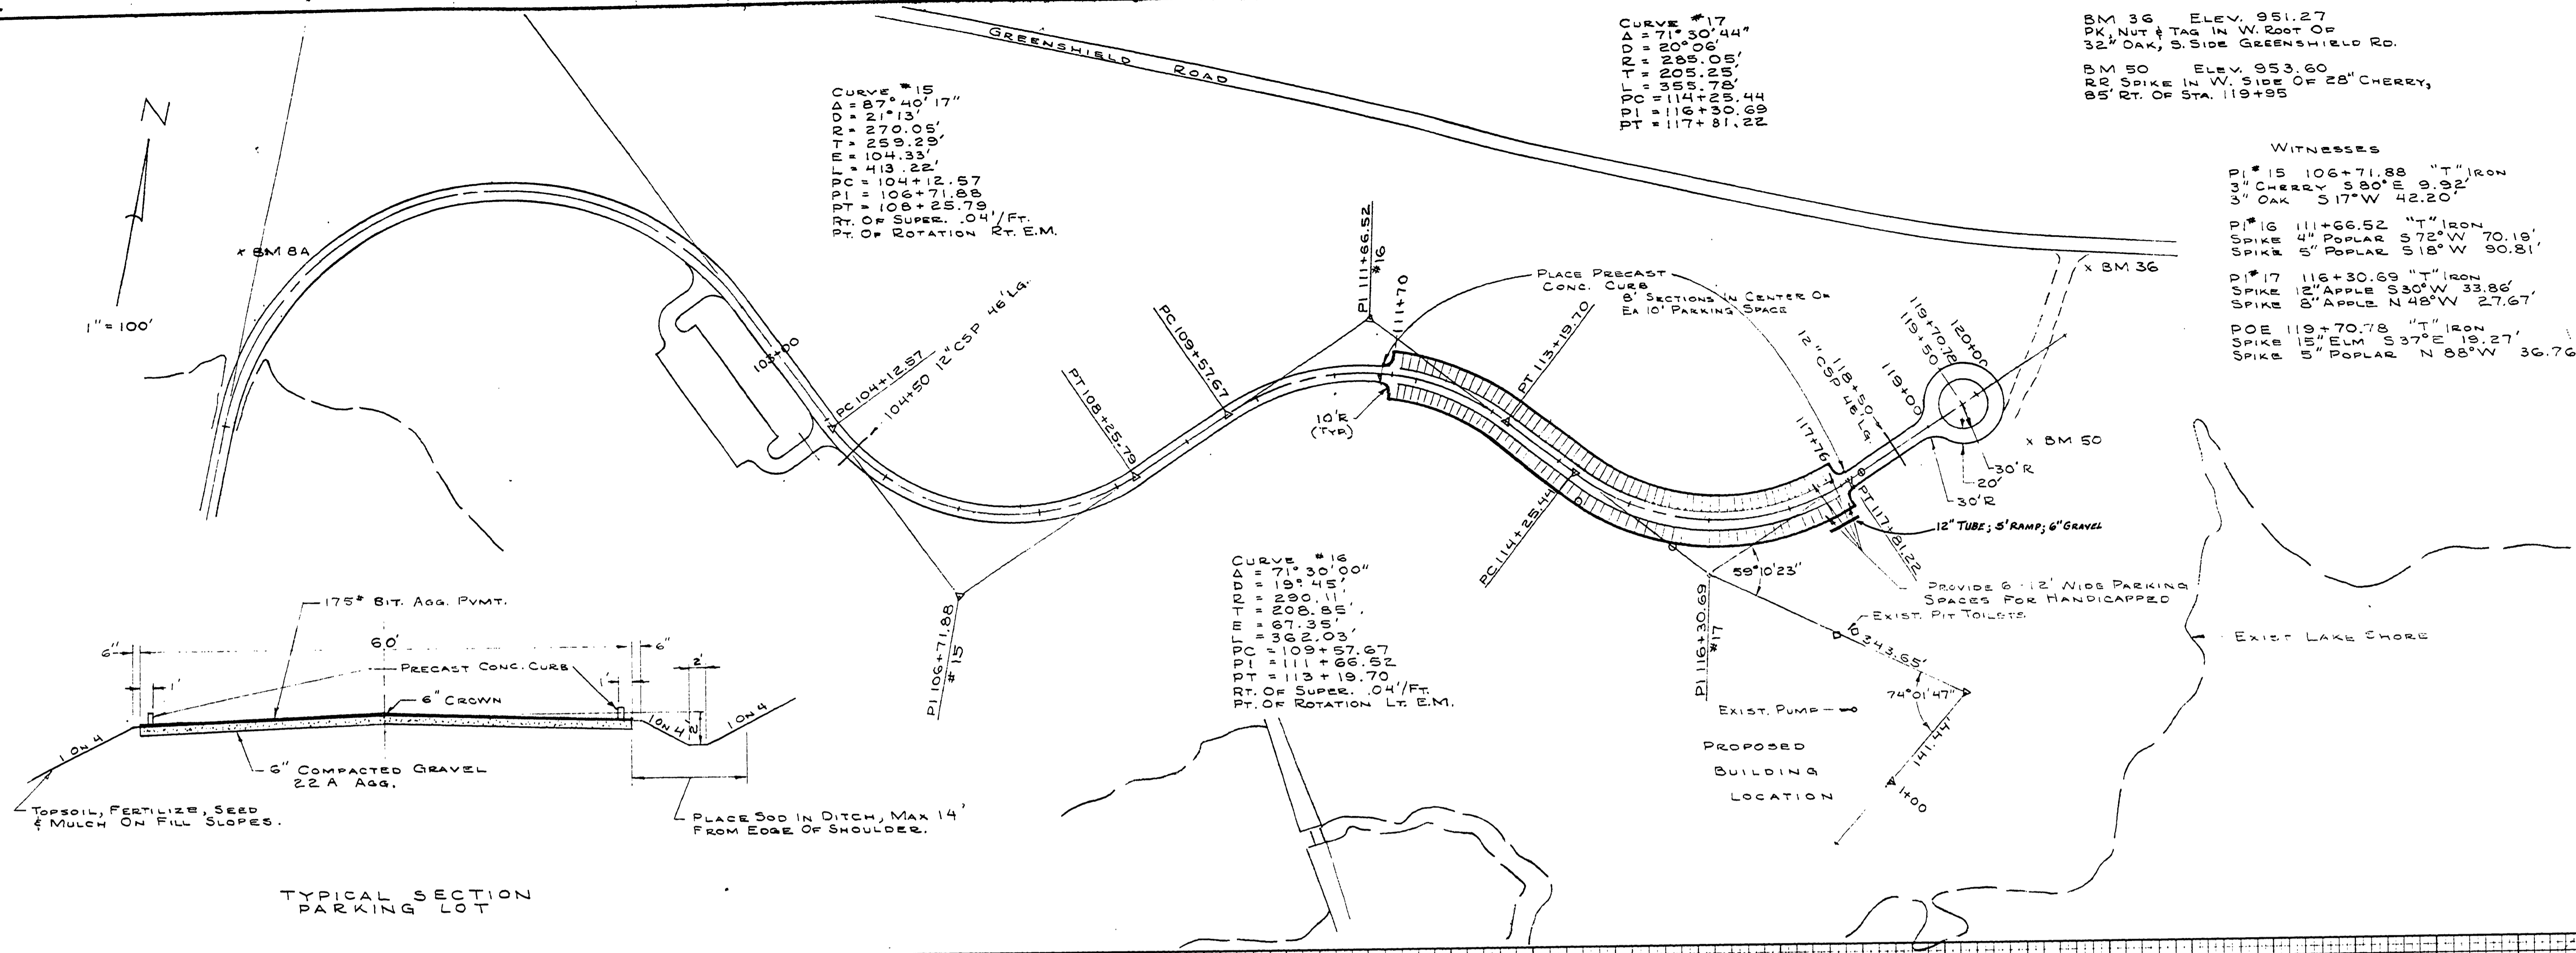 GREENSHIELD ROAD
N
1" = 100'
CURVE #15
Δ = 87° 40' 17"
D = 21° 13'
R = 270.05'
T = 259.29'
E = 104.33'
L = 413.22'
PC = 104+12.57
PI = 106+71.88
PT = 108+25.79
RT. OF SUPER. .04'/FT.
PT. OF ROTATION RT. E.M.
CURVE #17
Δ = 71° 30' 44"
D = 20° 06'
R = 285.05'
T = 205.25'
L = 355.78'
PC = 114+25.44
PI = 116+30.69
PT = 117+81.22
BM 36 ELEV. 951.27
PK, NUT & TAG IN W. ROOT OF
32" OAK, S. SIDE GREENSHIELD RD.
BM 50 ELEV. 953.60
RR SPIKE IN W. SIDE OF 28" CHERRY,
85' RT. OF STA. 119+95
WITNESSES
PI #15 106+71.88 "T" IRON
3" CHERRY S 80° E 9.92'
3" OAK S 17° W 42.20'
PI #16 111+66.52 "T" IRON
SPIKE 4" POPLAR S 72° W 70.19'
SPIKE 5" POPLAR S 18° W 90.81'
PI #17 116+30.69 "T" IRON
SPIKE 12" APPLE S 30° W 33.86'
SPIKE 8" APPLE N 48° W 27.67'
POE 119+70.78 "T" IRON
SPIKE 15" ELM S 37° E 19.27'
SPIKE 5" POPLAR N 88° W 36.76
x BM 8A
103+00
PC 104+12.57
104+50 12" CSP 46' LG.
PT 108+25.79
PC 109+57.67
PI 111+66.52
#16
111+70
PLACE PRECAST
CONC. CURB
8' SECTIONS IN CENTER OF
EA 10' PARKING SPACE
10'R
(TYP)
PT 113+19.70
PC 114+25.44
117+76
12" CSP 46' LG.
118+50
119+00
119+50
119+70.78
120+00
x BM 36
x BM 50
30'R
20'
30'R
12" TUBE; 5' RAMP; 6" GRAVEL
PT 117+81.22
PROVIDE 6 - 12' WIDE PARKING
SPACES FOR HANDICAPPED
EXIST. PIT TOILETS
EXIST LAKE SHORE
59°10'23"
243.65'
74°01'47"
141.44'
1+00
PI 116+30.69
#17
EXIST. PUMP
PROPOSED
BUILDING
LOCATION
CURVE #16
Δ = 71° 30' 00"
D = 19° 45'
R = 290.11'
T = 208.85'
E = 67.35'
L = 362.03'
PC = 109+57.67
PI = 111+66.52
PT = 113+19.70
RT. OF SUPER. .04'/FT.
PT. OF ROTATION LT. E.M.
PI 106+71.88
#15
175# BIT. AGG. PVMT.
6"
60'
6"
PRECAST CONC. CURB
2'
1'
1'
6" CROWN
1 ON 4
1 ON 4
2'
1 ON 4
6" COMPACTED GRAVEL
22 A AGG.
TOPSOIL, FERTILIZE, SEED
& MULCH ON FILL SLOPES.
PLACE SOD IN DITCH, MAX 14'
FROM EDGE OF SHOULDER.
TYPICAL SECTION
PARKING LOT